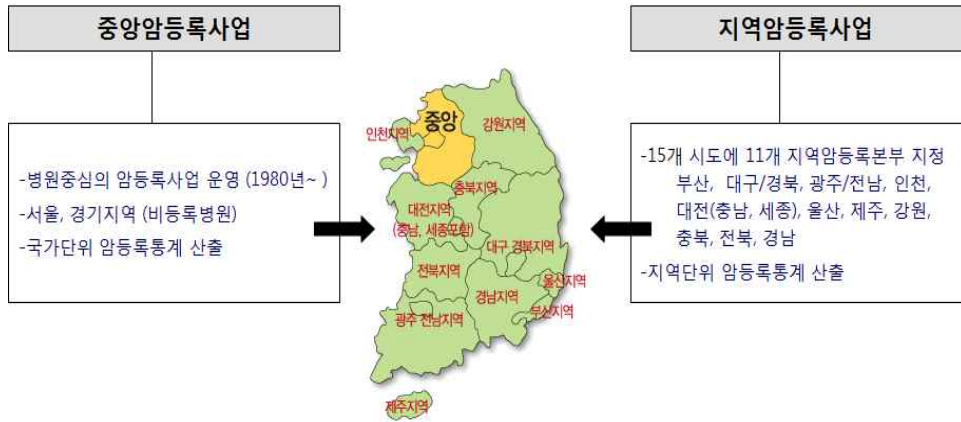 중앙암등록사업
지역암등록사업
-병원중심의 암등록사업 운영 (1980년~ )
-서울, 경기지역 (비등록병원)
-국가단위 암등록통계 산출
중앙
인천지역
강원지역
충북지역
대전지역
(충남, 세종포함)
대구 경북지역
전북지역
울산지역
경남지역
부산지역
광주 전남지역
제주지역
-15개 시도에 11개 지역암등록본부 지정
부산, 대구/경북, 광주/전남, 인천,
대전(충남, 세종), 울산, 제주, 강원,
충북, 전북, 경남
-지역단위 암등록통계 산출